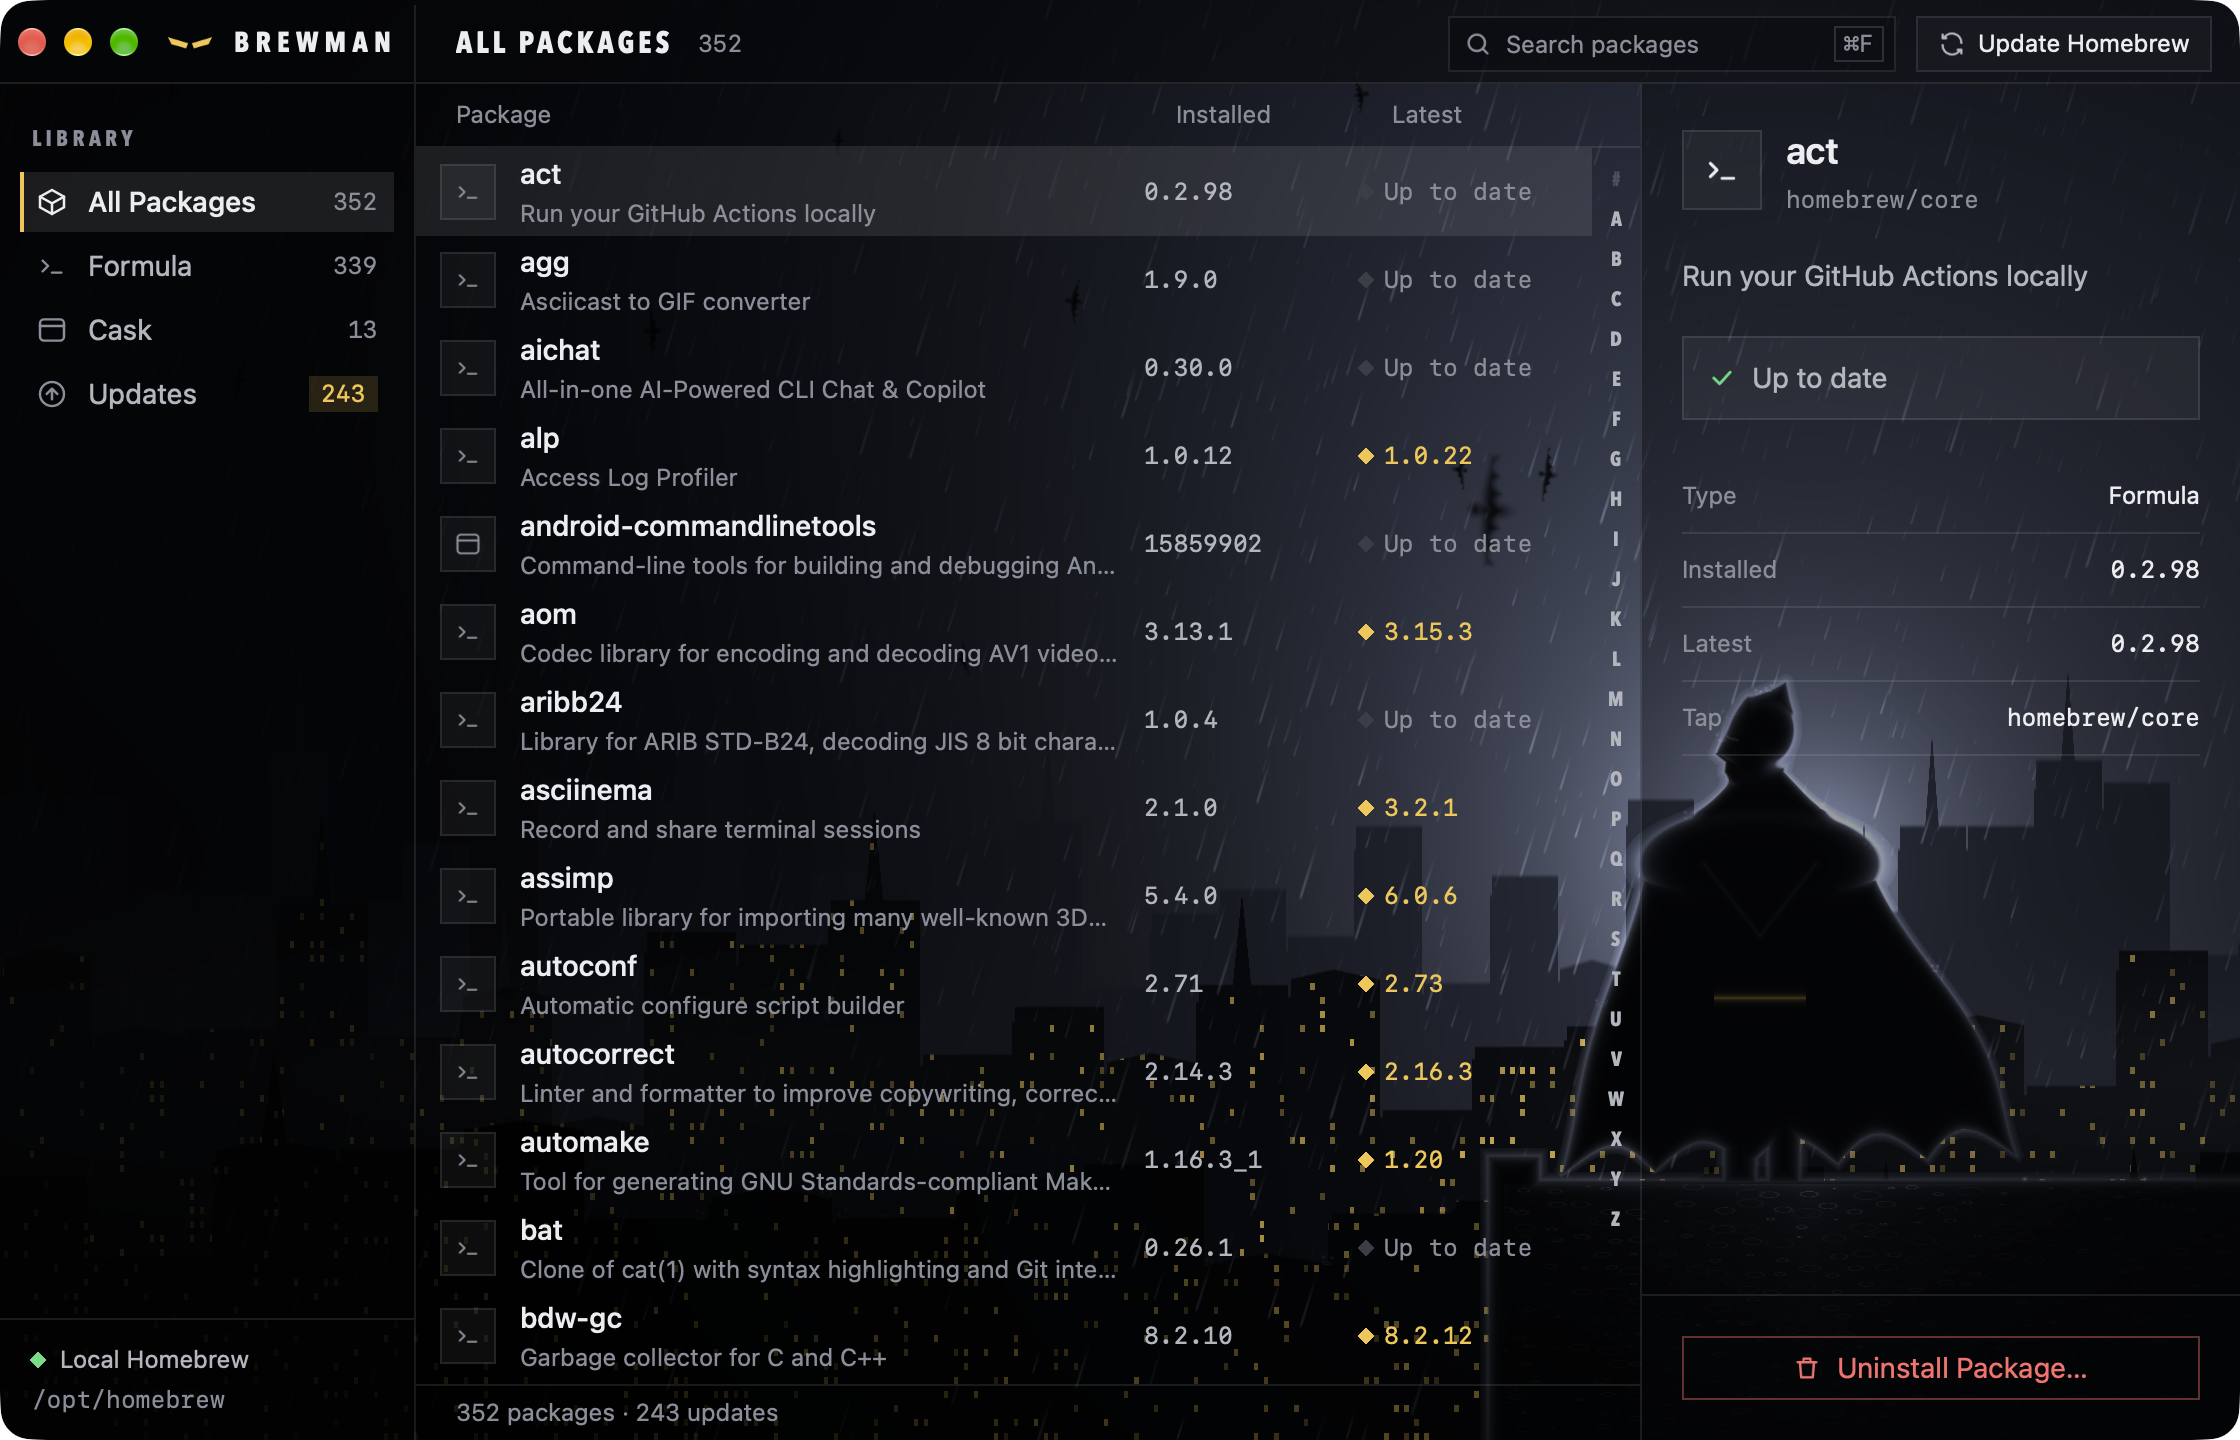 BREWMAN
ALL PACKAGES 352
Search packages ⌘F
Update Homebrew
LIBRARY
All Packages 352
Formula 339
Cask 13
Updates 243
Local Homebrew
/opt/homebrew
Package Installed Latest
act 0.2.98 Up to date
Run your GitHub Actions locally
agg 1.9.0 Up to date
Asciicast to GIF converter
aichat 0.30.0 Up to date
All-in-one AI-Powered CLI Chat & Copilot
alp 1.0.12 1.0.22
Access Log Profiler
android-commandlinetools 15859902 Up to date
Command-line tools for building and debugging An...
aom 3.13.1 3.15.3
Codec library for encoding and decoding AV1 video...
aribb24 1.0.4 Up to date
Library for ARIB STD-B24, decoding JIS 8 bit chara...
asciinema 2.1.0 3.2.1
Record and share terminal sessions
assimp 5.4.0 6.0.6
Portable library for importing many well-known 3D...
autoconf 2.71 2.73
Automatic configure script builder
autocorrect 2.14.3 2.16.3
Linter and formatter to improve copywriting, correc...
automake 1.16.3_1 1.20
Tool for generating GNU Standards-compliant Mak...
bat 0.26.1 Up to date
Clone of cat(1) with syntax highlighting and Git inte...
bdw-gc 8.2.10 8.2.12
Garbage collector for C and C++
352 packages · 243 updates
#
A
B
C
D
E
F
G
H
I
J
K
L
M
N
O
P
Q
R
S
T
U
V
W
X
Y
Z
act
homebrew/core
Run your GitHub Actions locally
Up to date
Type Formula
Installed 0.2.98
Latest 0.2.98
Tap homebrew/core
Uninstall Package...